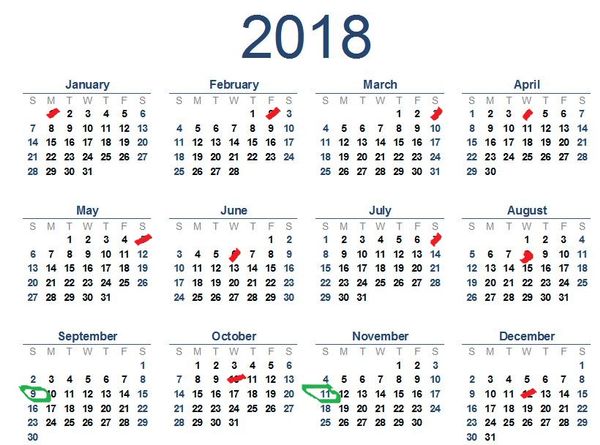 2018
January
S M T W T F S
2 3 4 5 6
7 8 9 10 11 12 13
14 15 16 17 18 19 20
21 22 23 24 25 26 27
28 29 30 31
February
S M T W T F S
1 3
4 5 6 7 8 9 10
11 12 13 14 15 16 17
18 19 20 21 22 23 24
25 26 27 28
March
S M T W T F S
1 2
4 5 6 7 8 9 10
11 12 13 14 15 16 17
18 19 20 21 22 23 24
25 26 27 28 29 30 31
April
S M T W T F S
1 2 3 5 6 7
8 9 10 11 12 13 14
15 16 17 18 19 20 21
22 23 24 25 26 27 28
29 30
May
S M T W T F S
1 2 3 4
6 7 8 9 10 11 12
13 14 15 16 17 18 19
20 21 22 23 24 25 26
27 28 29 30 31
June
S M T W T F S
1 2
3 4 5 7 8 9
10 11 12 13 14 15 16
17 18 19 20 21 22 23
24 25 26 27 28 29 30
July
S M T W T F S
1 2 3 4 5 6
8 9 10 11 12 13 14
15 16 17 18 19 20 21
22 23 24 25 26 27 28
29 30 31
August
S M T W T F S
1 2 3 4
5 6 7 9 10 11
12 13 14 15 16 17 18
19 20 21 22 23 24 25
26 27 28 29 30 31
September
S M T W T F S
1
2 3 4 5 6 7 8
9 10 11 12 13 14 15
16 17 18 19 20 21 22
23 24 25 26 27 28 29
30
October
S M T W T F S
1 2 3 4 5 6
7 8 9 11 12 13
14 15 16 17 18 19 20
21 22 23 24 25 26 27
28 29 30 31
November
S M T W T F S
1 2 3
4 5 6 7 8 9 10
11 12 13 14 15 16 17
18 19 20 21 22 23 24
25 26 27 28 29 30
December
S M T W T F S
1
2 3 4 5 6 7 8
9 10 11 13 14 15
16 17 18 19 20 21 22
23 24 25 26 27 28 29
30 31